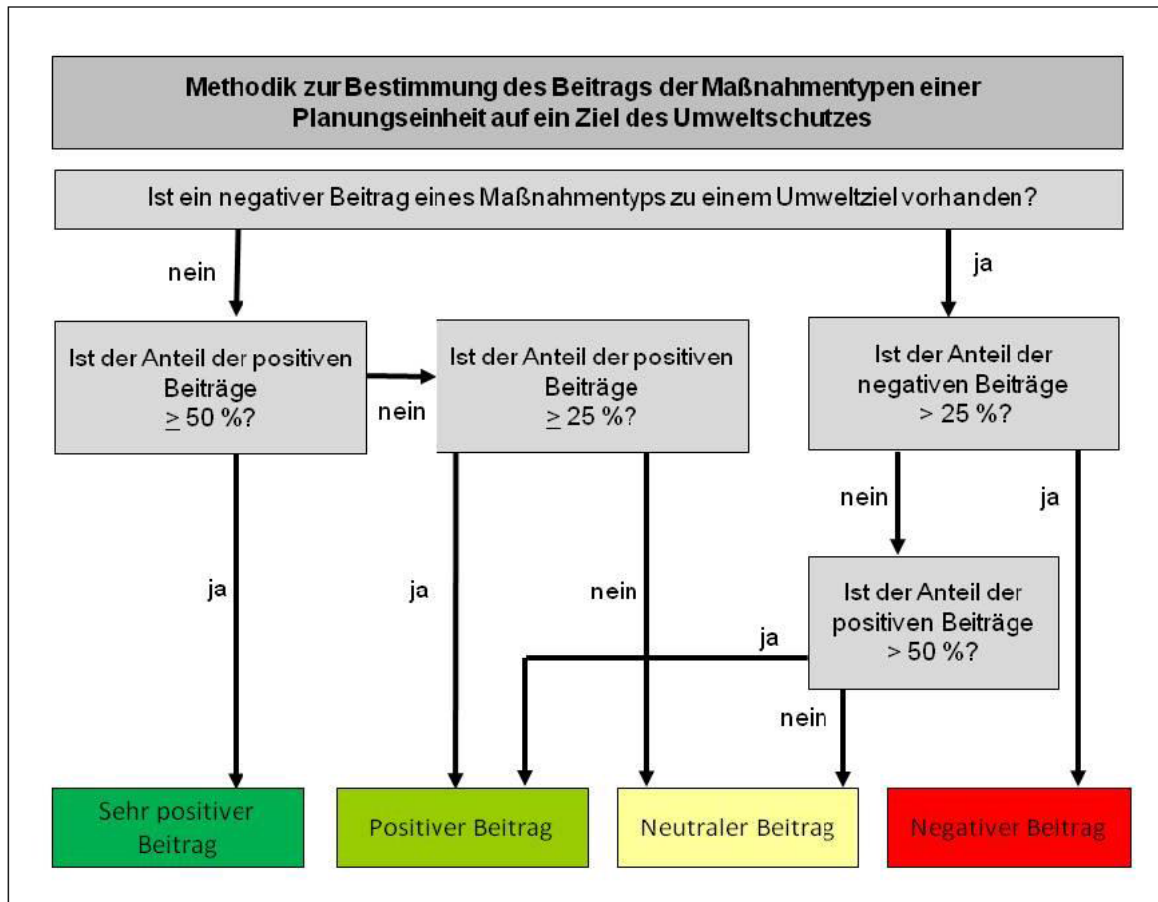 Methodik zur Bestimmung des Beitrags der Maßnahmentypen einer
Planungseinheit auf ein Ziel des Umweltschutzes
Ist ein negativer Beitrag eines Maßnahmentyps zu einem Umweltziel vorhanden?
nein
ja
Ist der Anteil der positiven
Beiträge
≥ 50 %?
nein
Ist der Anteil der positiven
Beiträge
≥ 25 %?
Ist der Anteil der
negativen Beiträge
> 25 %?
nein
ja
ja
ja
nein
Ist der Anteil der
positiven Beiträge
> 50 %?
ja
nein
Sehr positiver
Beitrag
Positiver Beitrag
Neutraler Beitrag
Negativer Beitrag